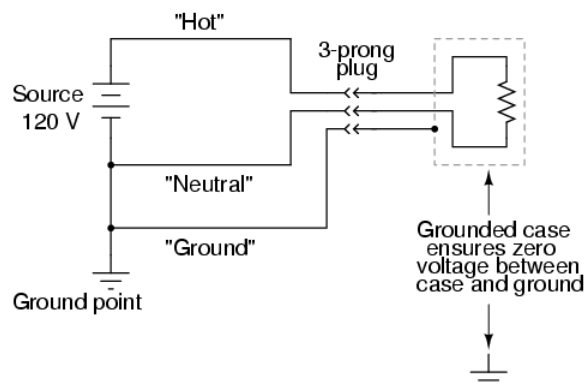 "Hot"
3-prong
plug
Source
120 V
"Neutral"
"Ground"
Ground point
Grounded case
ensures zero
voltage between
case and ground